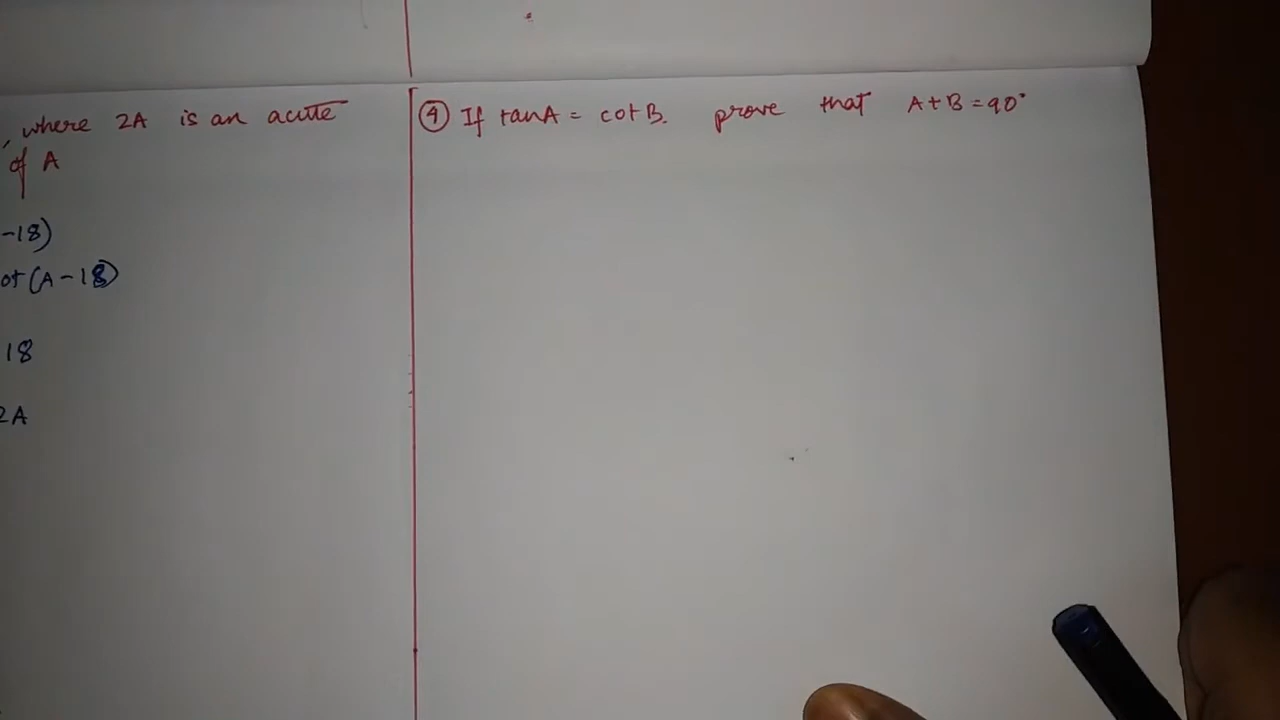 , where 2A is an acute
of A
-18)
ot (A - 18)
18
2A
④ If tanA = cotB. prove that A+B=90°